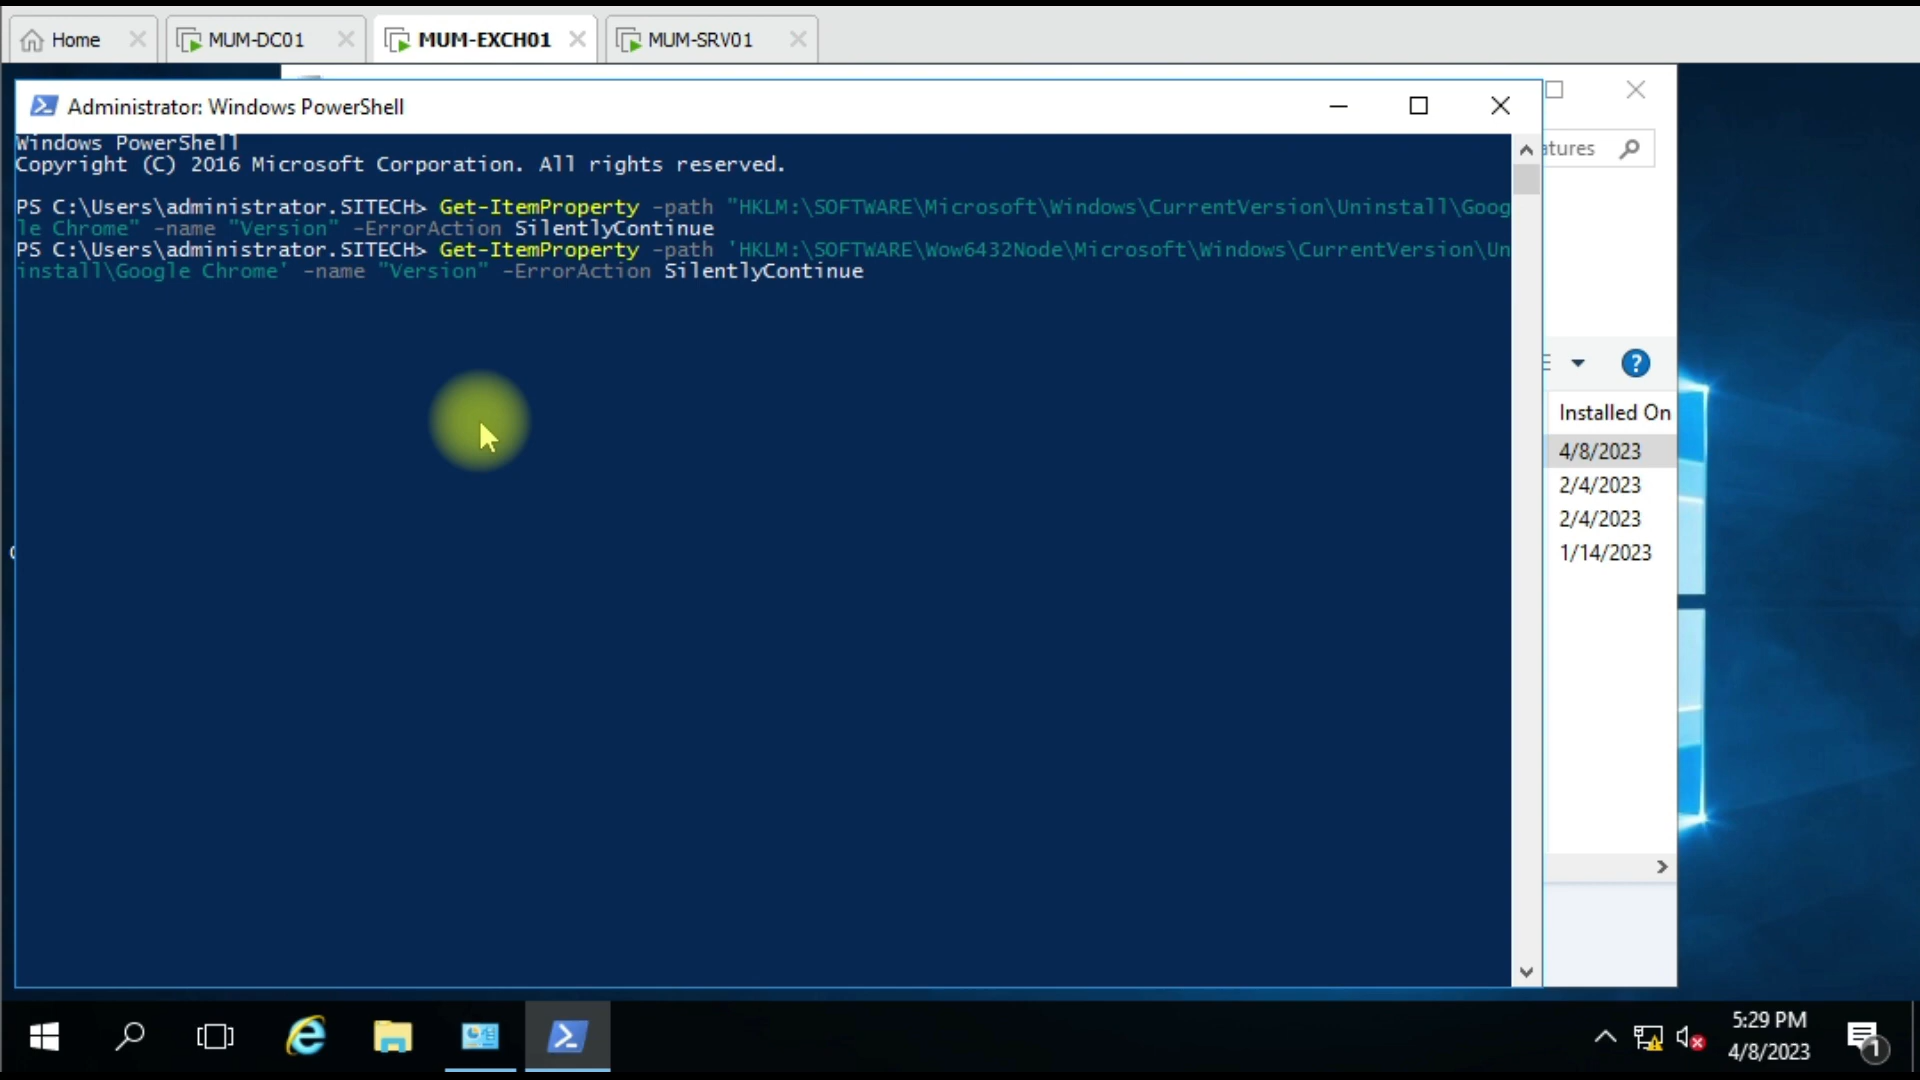 Home
MUM-DC01
MUM-EXCH01
MUM-SRV01
Administrator: Windows PowerShell
Windows PowerShell
Copyright (C) 2016 Microsoft Corporation. All rights reserved.
PS C:\Users\administrator.SITECH> Get-ItemProperty -path "HKLM:\SOFTWARE\Microsoft\Windows\CurrentVersion\Uninstall\Goog
le Chrome" -name "Version" -ErrorAction SilentlyContinue
PS C:\Users\administrator.SITECH> Get-ItemProperty -path 'HKLM:\SOFTWARE\Wow6432Node\Microsoft\Windows\CurrentVersion\Un
install\Google Chrome' -name "Version" -ErrorAction SilentlyContinue
atures
Installed On
4/8/2023
2/4/2023
2/4/2023
1/14/2023
5:29 PM
4/8/2023
1